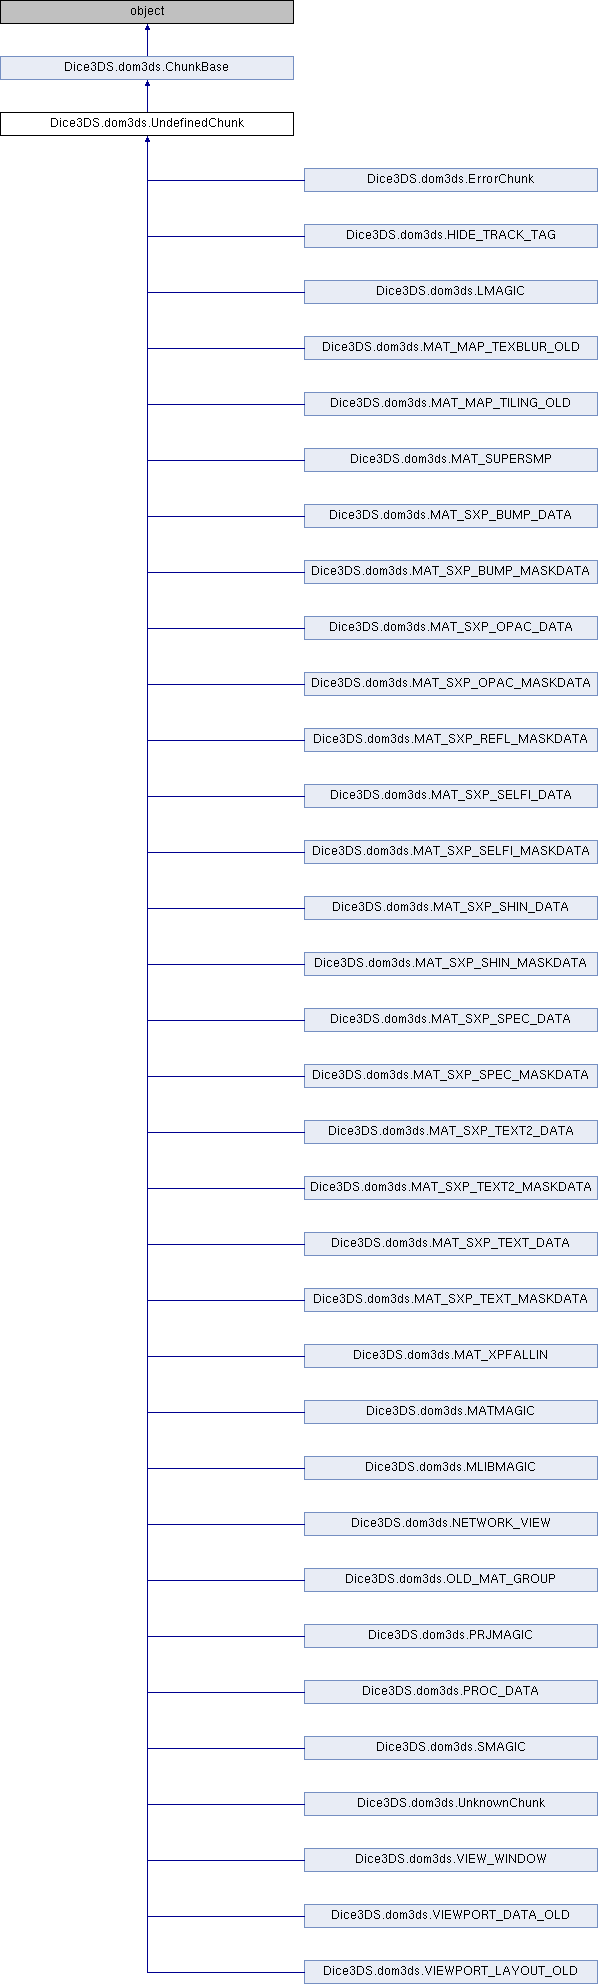 object
Dice3DS.dom3ds.ChunkBase
Dice3DS.dom3ds.UndefinedChunk
Dice3DS.dom3ds.ErrorChunk
Dice3DS.dom3ds.HIDE_TRACK_TAG
Dice3DS.dom3ds.LMAGIC
Dice3DS.dom3ds.MAT_MAP_TEXBLUR_OLD
Dice3DS.dom3ds.MAT_MAP_TILING_OLD
Dice3DS.dom3ds.MAT_SUPERSMP
Dice3DS.dom3ds.MAT_SXP_BUMP_DATA
Dice3DS.dom3ds.MAT_SXP_BUMP_MASKDATA
Dice3DS.dom3ds.MAT_SXP_OPAC_DATA
Dice3DS.dom3ds.MAT_SXP_OPAC_MASKDATA
Dice3DS.dom3ds.MAT_SXP_REFL_MASKDATA
Dice3DS.dom3ds.MAT_SXP_SELFI_DATA
Dice3DS.dom3ds.MAT_SXP_SELFI_MASKDATA
Dice3DS.dom3ds.MAT_SXP_SHIN_DATA
Dice3DS.dom3ds.MAT_SXP_SHIN_MASKDATA
Dice3DS.dom3ds.MAT_SXP_SPEC_DATA
Dice3DS.dom3ds.MAT_SXP_SPEC_MASKDATA
Dice3DS.dom3ds.MAT_SXP_TEXT2_DATA
Dice3DS.dom3ds.MAT_SXP_TEXT2_MASKDATA
Dice3DS.dom3ds.MAT_SXP_TEXT_DATA
Dice3DS.dom3ds.MAT_SXP_TEXT_MASKDATA
Dice3DS.dom3ds.MAT_XPFALLIN
Dice3DS.dom3ds.MATMAGIC
Dice3DS.dom3ds.MLIBMAGIC
Dice3DS.dom3ds.NETWORK_VIEW
Dice3DS.dom3ds.OLD_MAT_GROUP
Dice3DS.dom3ds.PRJMAGIC
Dice3DS.dom3ds.PROC_DATA
Dice3DS.dom3ds.SMAGIC
Dice3DS.dom3ds.UnknownChunk
Dice3DS.dom3ds.VIEW_WINDOW
Dice3DS.dom3ds.VIEWPORT_DATA_OLD
Dice3DS.dom3ds.VIEWPORT_LAYOUT_OLD